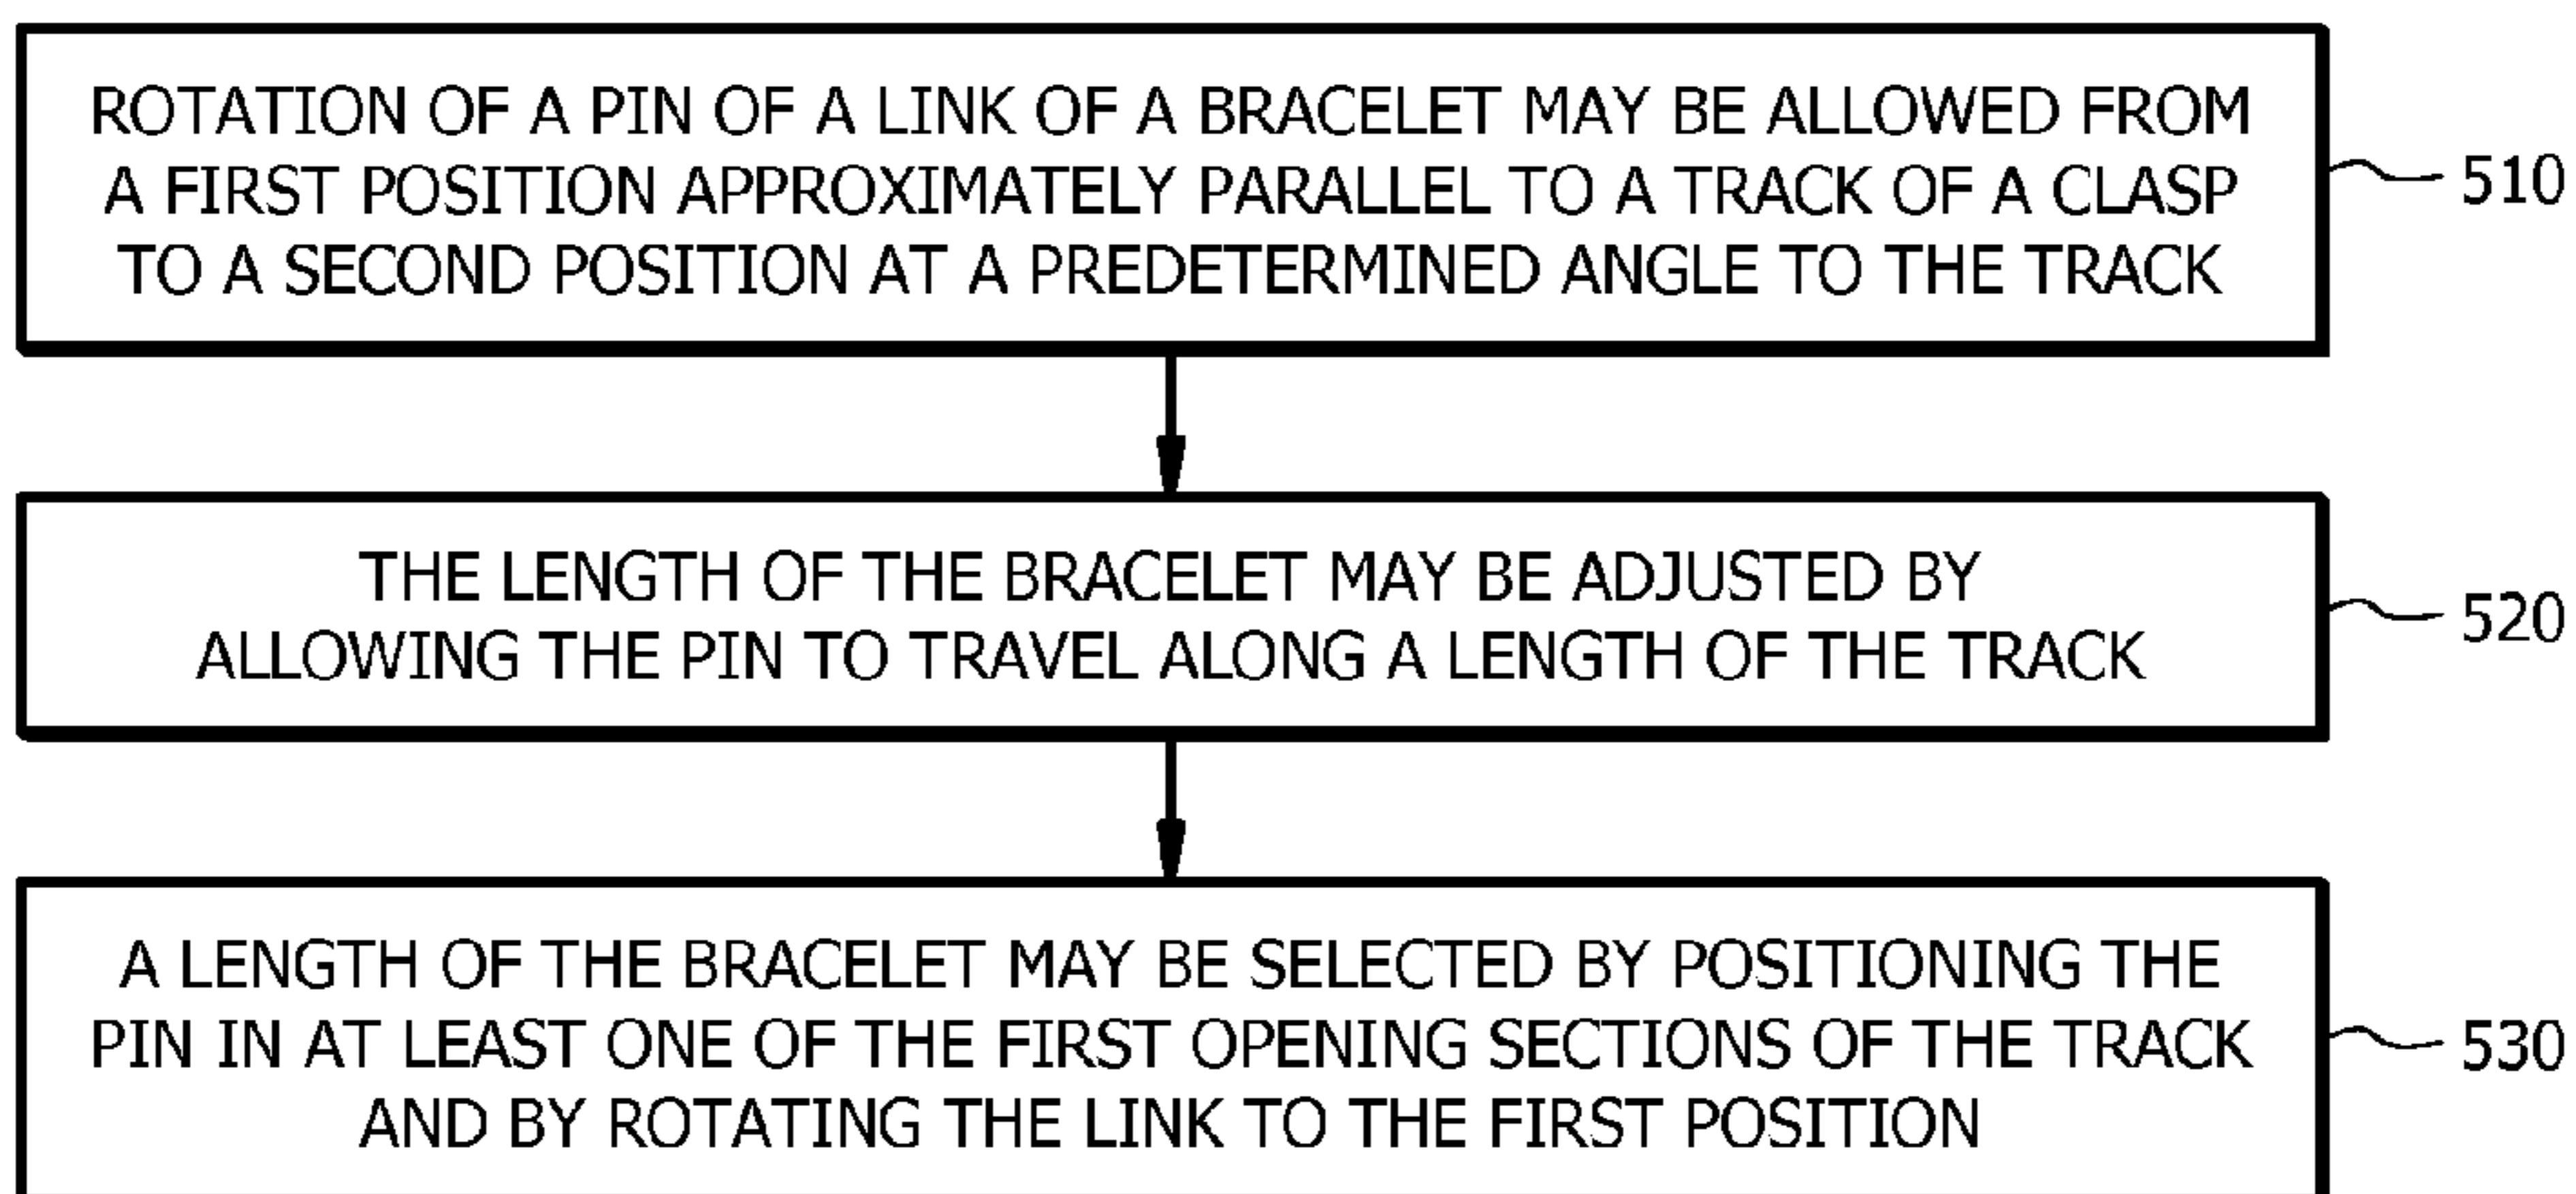 ROTATION OF A PIN OF A LINK OF A BRACELET MAY BE ALLOWED FROM
A FIRST POSITION APPROXIMATELY PARALLEL TO A TRACK OF A CLASP
TO A SECOND POSITION AT A PREDETERMINED ANGLE TO THE TRACK
510
THE LENGTH OF THE BRACELET MAY BE ADJUSTED BY
ALLOWING THE PIN TO TRAVEL ALONG A LENGTH OF THE TRACK
520
A LENGTH OF THE BRACELET MAY BE SELECTED BY POSITIONING THE
PIN IN AT LEAST ONE OF THE FIRST OPENING SECTIONS OF THE TRACK
AND BY ROTATING THE LINK TO THE FIRST POSITION
530